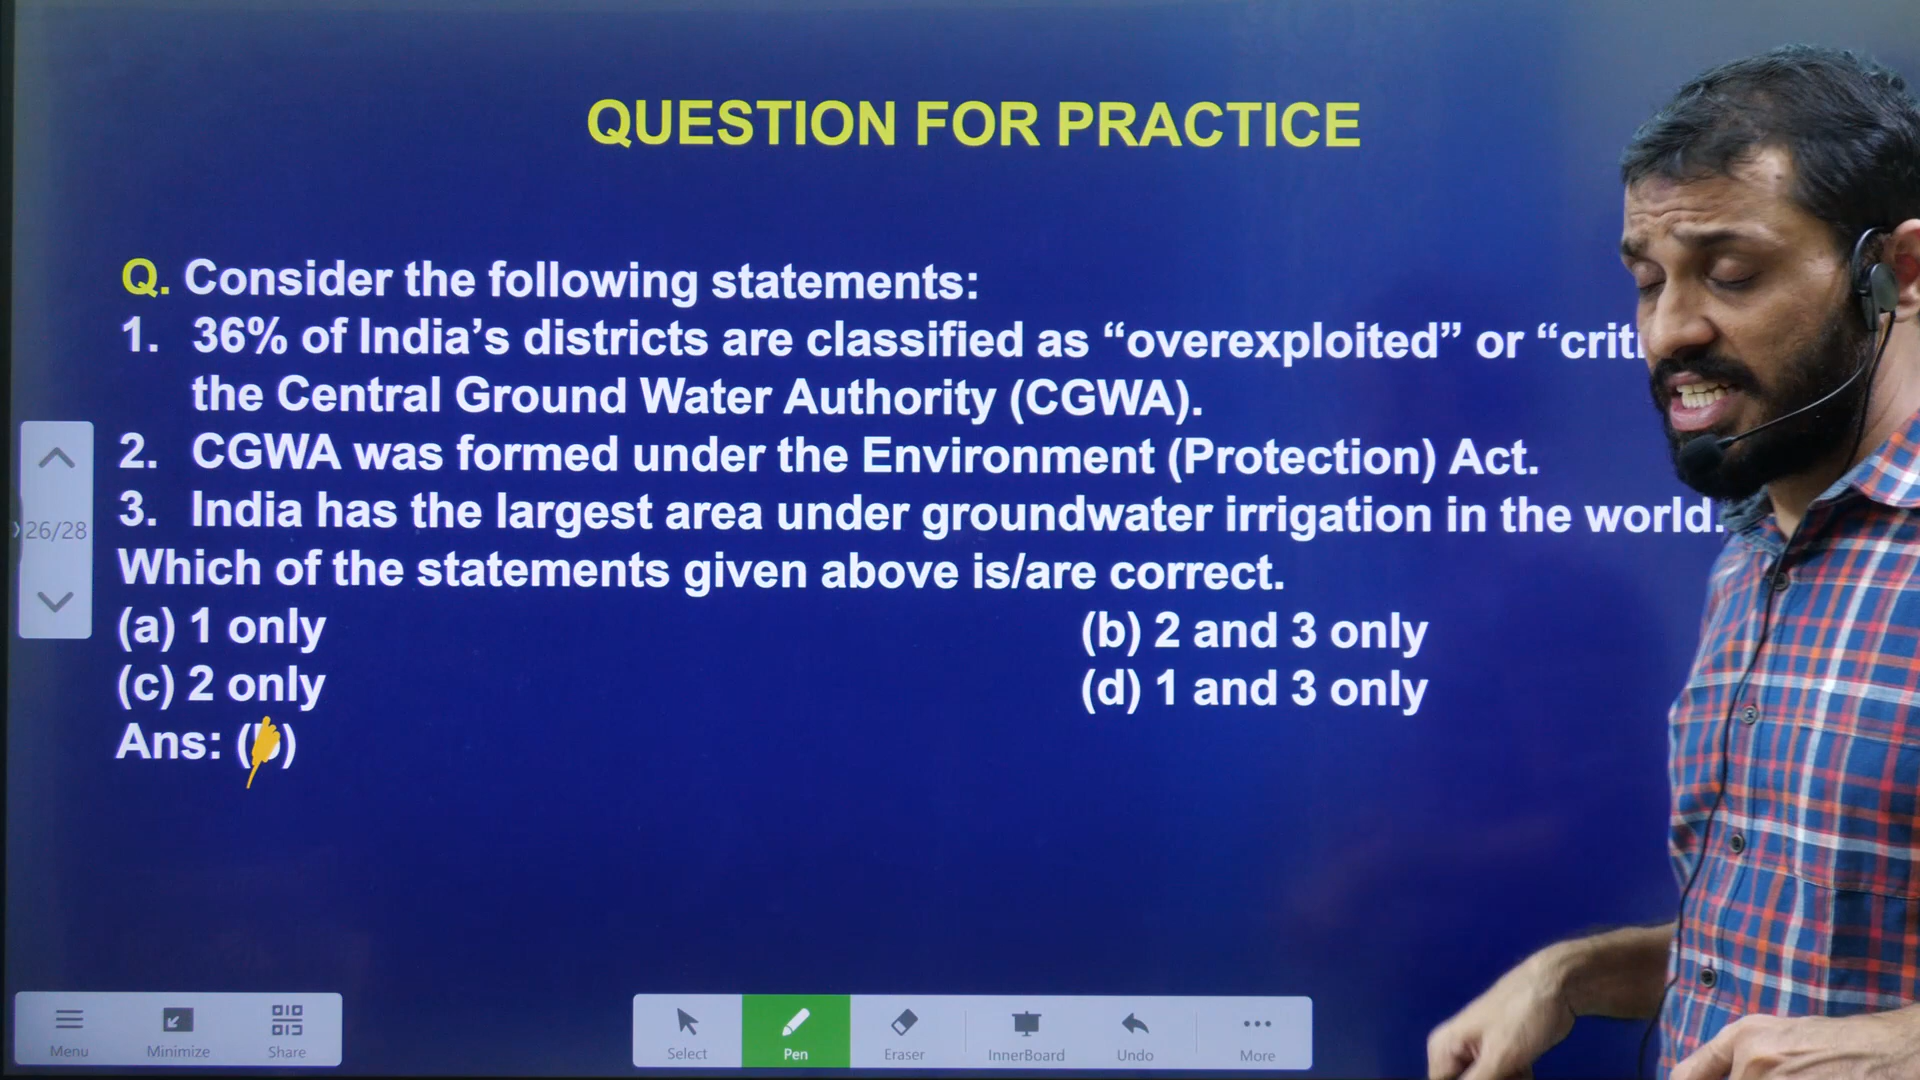 QUESTION FOR PRACTICE
Q. Consider the following statements:
1. 36% of India’s districts are classified as “overexploited” or “criti
the Central Ground Water Authority (CGWA).
2. CGWA was formed under the Environment (Protection) Act.
3. India has the largest area under groundwater irrigation in the world.
Which of the statements given above is/are correct.
(a) 1 only (b) 2 and 3 only
(c) 2 only (d) 1 and 3 only
Ans: (b)
26/28
Menu Minimize Share Select Pen Eraser InnerBoard Undo More